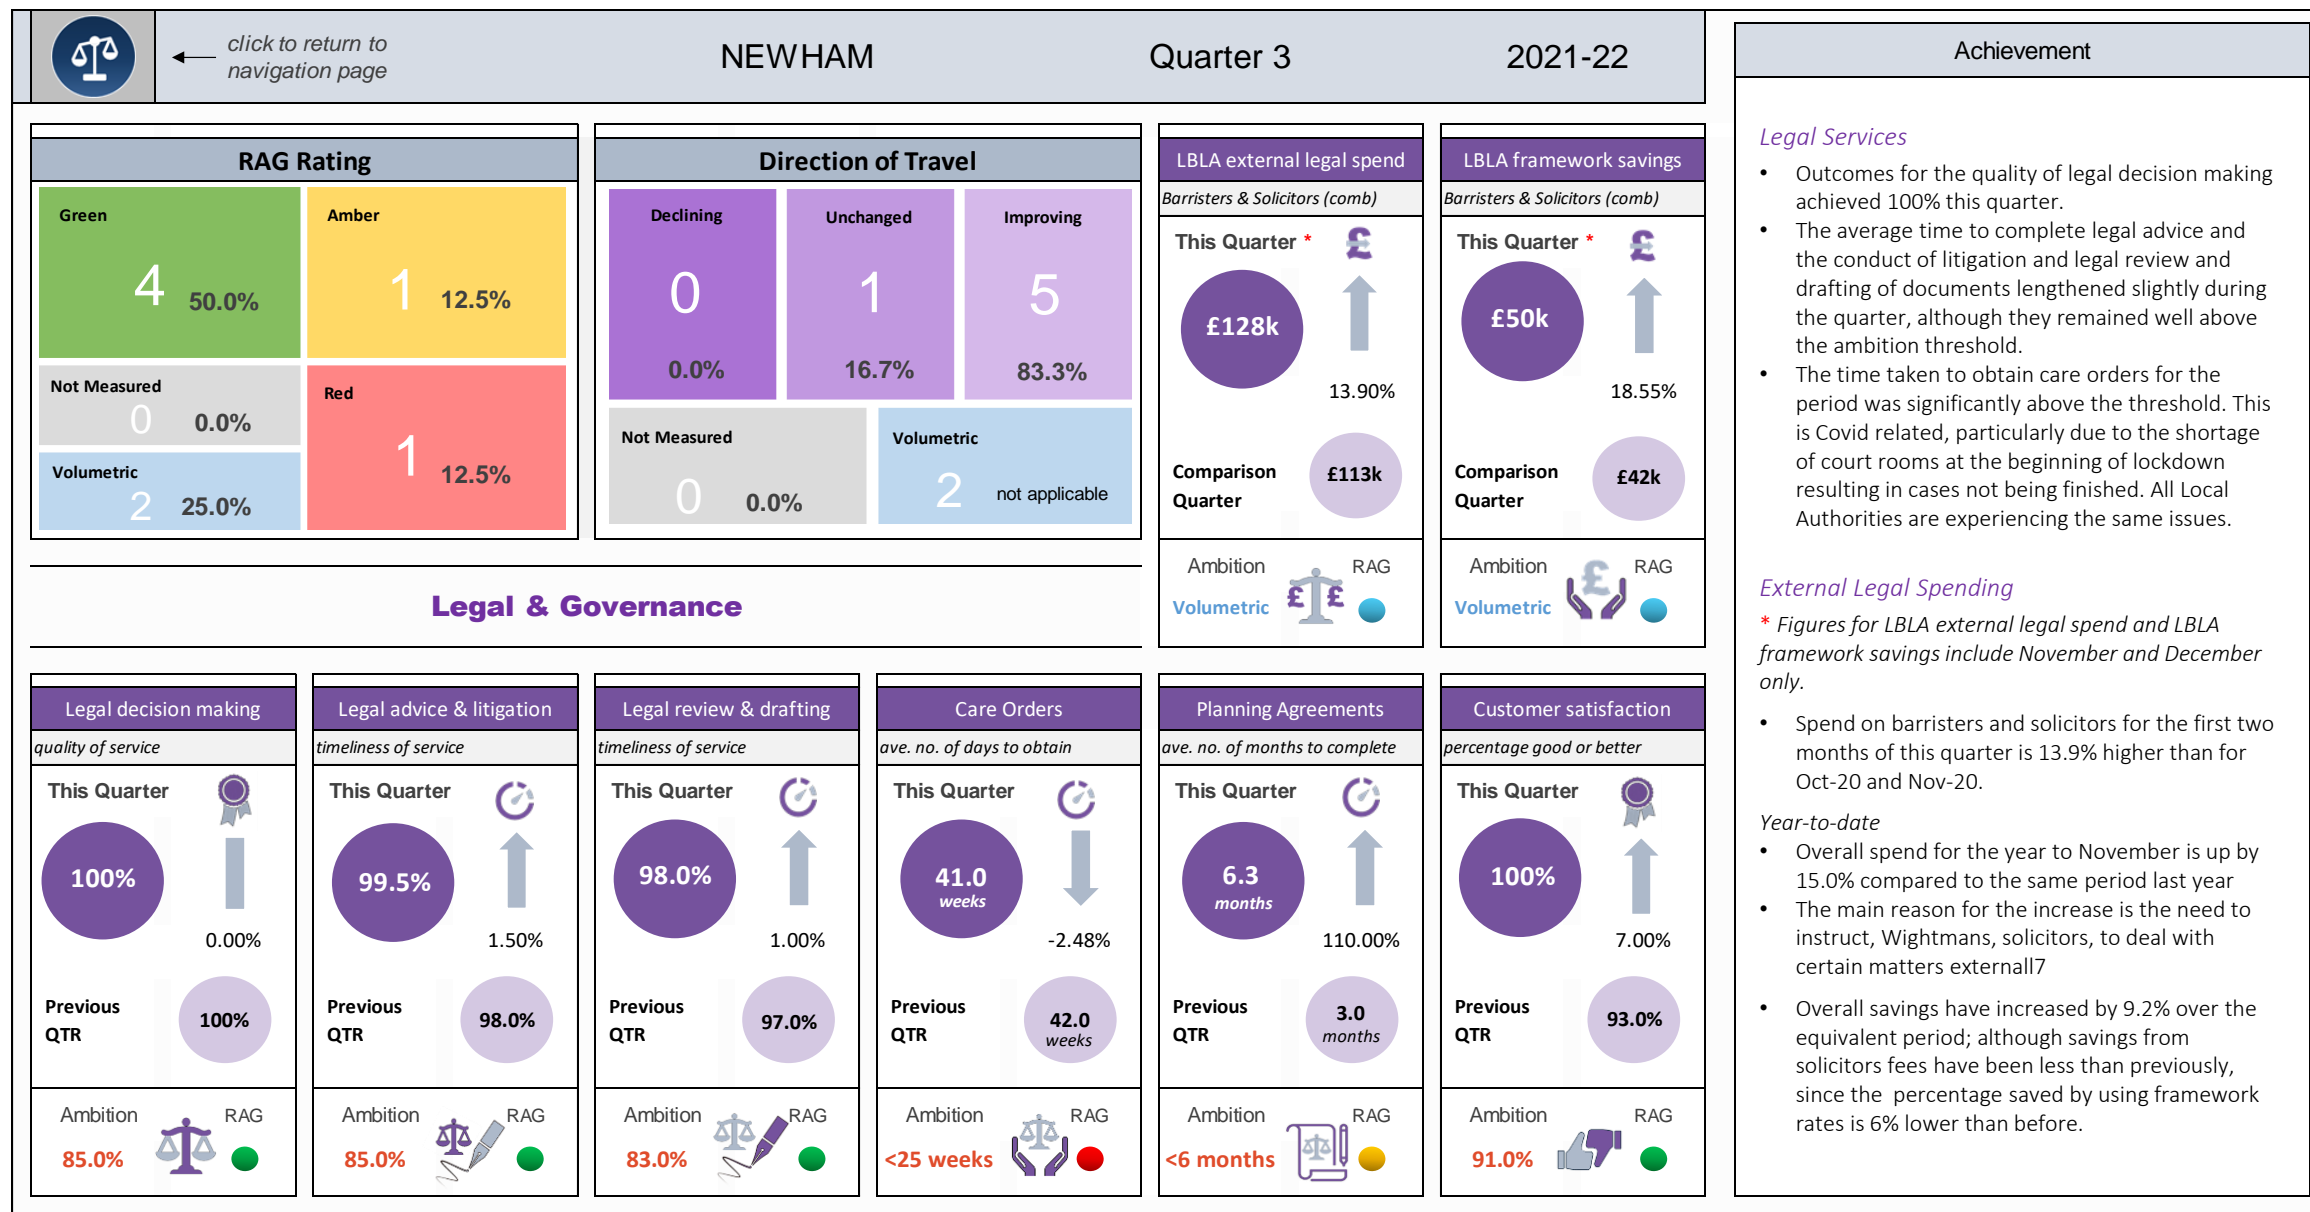 click to return to
navigation page
NEWHAM
Quarter 3
2021-22
RAG Rating
Green
4 50.0%
Amber
1 12.5%
Not Measured
0 0.0%
Red
1 12.5%
Volumetric
2 25.0%
Direction of Travel
Declining
0
0.0%
Unchanged
1
16.7%
Improving
5
83.3%
Not Measured
0 0.0%
Volumetric
2 not applicable
Legal & Governance
LBLA external legal spend
Barristers & Solicitors (comb)
This Quarter *
£128k
13.90%
Comparison
Quarter
£113k
Ambition
RAG
Volumetric
LBLA framework savings
Barristers & Solicitors (comb)
This Quarter *
£50k
18.55%
Comparison
Quarter
£42k
Ambition
RAG
Volumetric
Legal decision making
quality of service
This Quarter
100%
0.00%
Previous
QTR
100%
Ambition
RAG
85.0%
Legal advice & litigation
timeliness of service
This Quarter
99.5%
1.50%
Previous
QTR
98.0%
Ambition
RAG
85.0%
Legal review & drafting
timeliness of service
This Quarter
98.0%
1.00%
Previous
QTR
97.0%
Ambition
RAG
83.0%
Care Orders
ave. no. of days to obtain
This Quarter
41.0
weeks
-2.48%
Previous
QTR
42.0
weeks
Ambition
RAG
<25 weeks
Planning Agreements
ave. no. of months to complete
This Quarter
6.3
months
110.00%
Previous
QTR
3.0
months
Ambition
RAG
<6 months
Customer satisfaction
percentage good or better
This Quarter
100%
7.00%
Previous
QTR
93.0%
Ambition
RAG
91.0%
Achievement
Legal Services
• Outcomes for the quality of legal decision making
achieved 100% this quarter.
• The average time to complete legal advice and
the conduct of litigation and legal review and
drafting of documents lengthened slightly during
the quarter, although they remained well above
the ambition threshold.
• The time taken to obtain care orders for the
period was significantly above the threshold. This
is Covid related, particularly due to the shortage
of court rooms at the beginning of lockdown
resulting in cases not being finished. All Local
Authorities are experiencing the same issues.
External Legal Spending
* Figures for LBLA external legal spend and LBLA
framework savings include November and December
only.
• Spend on barristers and solicitors for the first two
months of this quarter is 13.9% higher than for
Oct-20 and Nov-20.
Year-to-date
• Overall spend for the year to November is up by
15.0% compared to the same period last year
• The main reason for the increase is the need to
instruct, Wightmans, solicitors, to deal with
certain matters externall7
• Overall savings have increased by 9.2% over the
equivalent period; although savings from
solicitors fees have been less than previously,
since the percentage saved by using framework
rates is 6% lower than before.